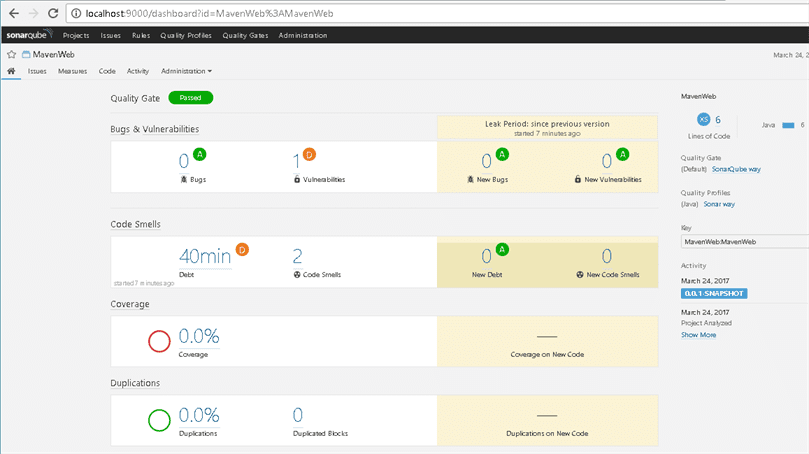 localhost:9000/dashboard?id=MavenWeb%3AMavenWeb
sonarqube Projects Issues Rules Quality Profiles Quality Gates Administration
MavenWeb
March 24, 2
Issues Measures Code Activity Administration
Quality Gate Passed
Bugs & Vulnerabilities
Leak Period: since previous version
started 7 minutes ago
0 A
Bugs
1 D
Vulnerabilities
0 A
New Bugs
0 A
New Vulnerabilities
Code Smells
40min D
Debt
started 7 minutes ago
2
Code Smells
0 A
New Debt
0
New Code Smells
Coverage
0.0%
Coverage
Coverage on New Code
Duplications
0.0%
Duplications
0
Duplicated Blocks
Duplications on New Code
MavenWeb
XS 6
Lines of Code
Java 6
Quality Gate
(Default) SonarQube way
Quality Profiles
(Java) Sonar way
Key
MavenWeb:MavenWeb
Activity
March 24, 2017
0.0.1-SNAPSHOT
March 24, 2017
Project Analyzed
Show More